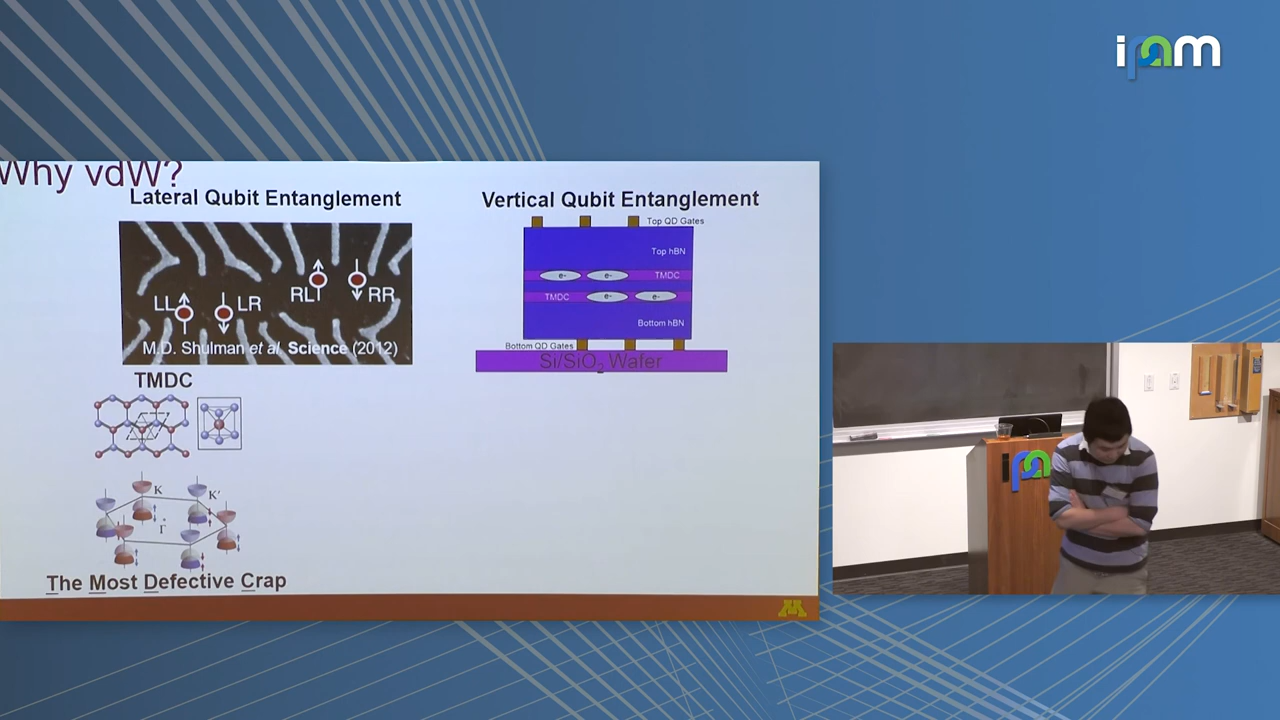 ipam
Why vdW?
Lateral Qubit Entanglement
Vertical Qubit Entanglement
Top QD Gates
Top hBN
e-
e-
TMDC
TMDC
e-
e-
Bottom hBN
Bottom QD Gates
Si/SiO2 Wafer
LL
LR
RL
RR
M.D. Shulman et al Science (2012)
TMDC
K
K'
Γ
The Most Defective Crap